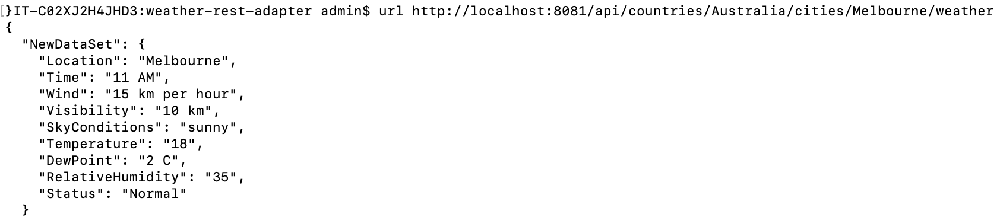 [}IT-C02XJ2H4JHD3:weather-rest-adapter admin$ url http://localhost:8081/api/countries/Australia/cities/Melbourne/weather
{
  "NewDataSet": {
    "Location": "Melbourne",
    "Time": "11 AM",
    "Wind": "15 km per hour",
    "Visibility": "10 km",
    "SkyConditions": "sunny",
    "Temperature": "18",
    "DewPoint": "2 C",
    "RelativeHumidity": "35",
    "Status": "Normal"
  }